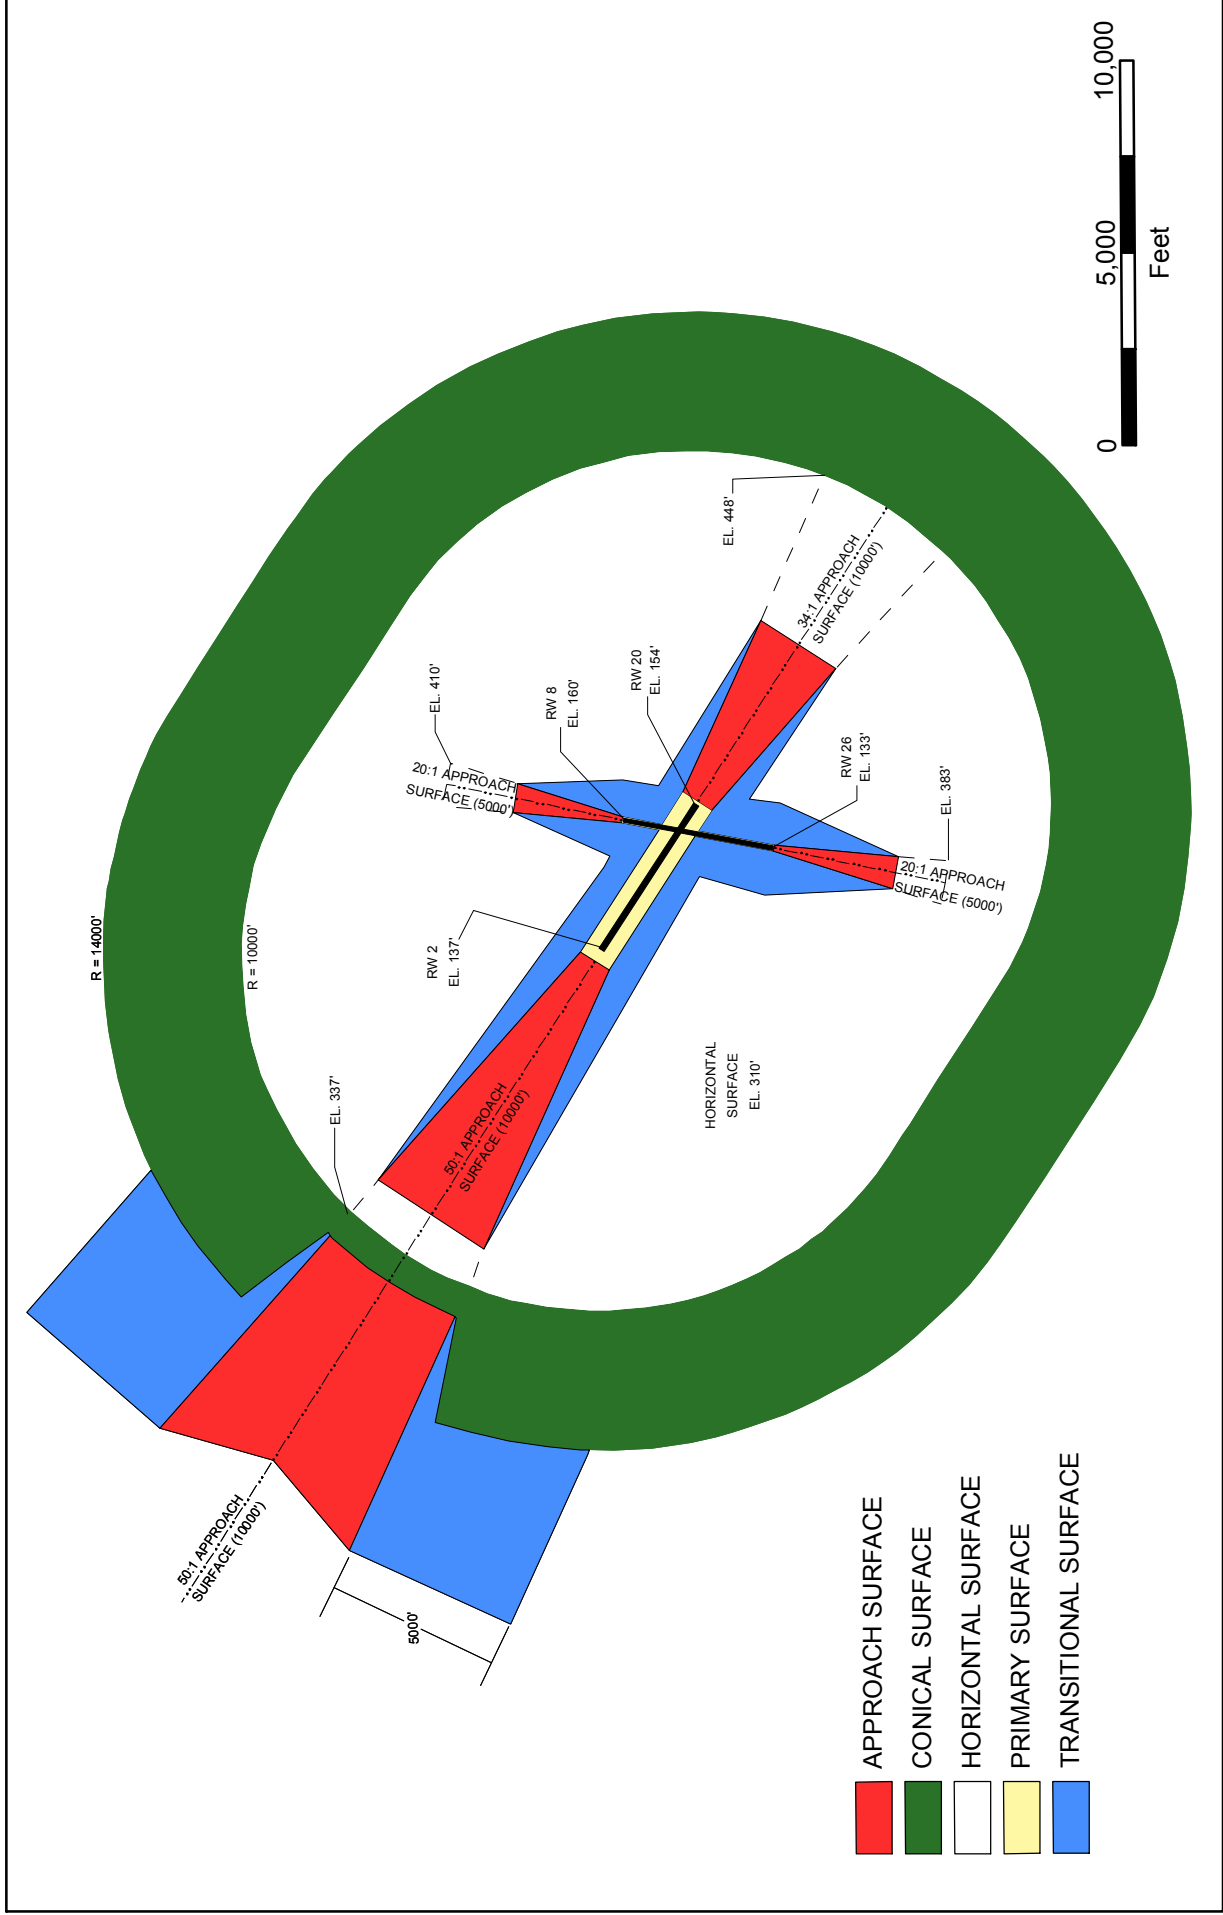 R = 14000'
R = 10000'
EL. 337'
EL. 410'
20:1 APPROACH
SURFACE (5000')
RW 8
EL. 160'
RW 20
EL. 154'
EL. 448'
34:1 APPROACH
SURFACE (10000')
RW 2
EL. 137'
RW 26
EL. 133'
EL. 383'
20:1 APPROACH
SURFACE (5000')
50:1 APPROACH
SURFACE (10000')
HORIZONTAL
SURFACE
EL. 310'
50:1 APPROACH
SURFACE (10000')
5000'
0
5,000
10,000
Feet
APPROACH SURFACE
CONICAL SURFACE
HORIZONTAL SURFACE
PRIMARY SURFACE
TRANSITIONAL SURFACE